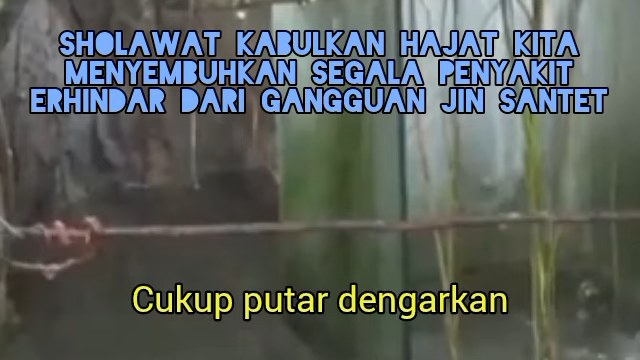 SHOLAWAT KABULKAN HAJAT KITA
MENYEMBUHKAN SEGALA PENYAKIT
ERHINDAR DARI GANGGUAN JIN SANTET
Cukup putar dengarkan